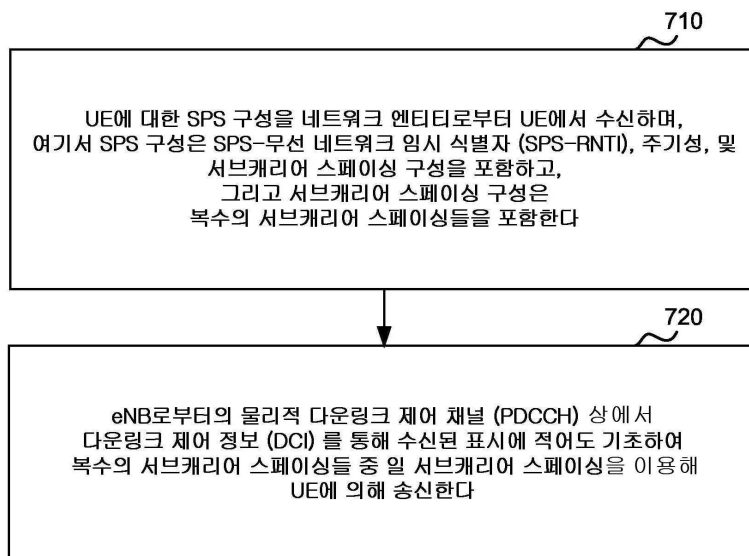 710
UE에 대한 SPS 구성을 네트워크 엔티티로부터 UE에서 수신하며,
여기서 SPS 구성은 SPS-무선 네트워크 임시 식별자 (SPS-RNTI), 주기성, 및
서브캐리어 스페이싱 구성을 포함하고,
그리고 서브캐리어 스페이싱 구성은
복수의 서브캐리어 스페이싱들을 포함한다
720
eNB로부터의 물리적 다운링크 제어 채널 (PDCCH) 상에서
다운링크 제어 정보 (DCI) 를 통해 수신된 표시에 적어도 기초하여
복수의 서브캐리어 스페이싱들 중 일 서브캐리어 스페이싱을 이용해
UE에 의해 송신한다